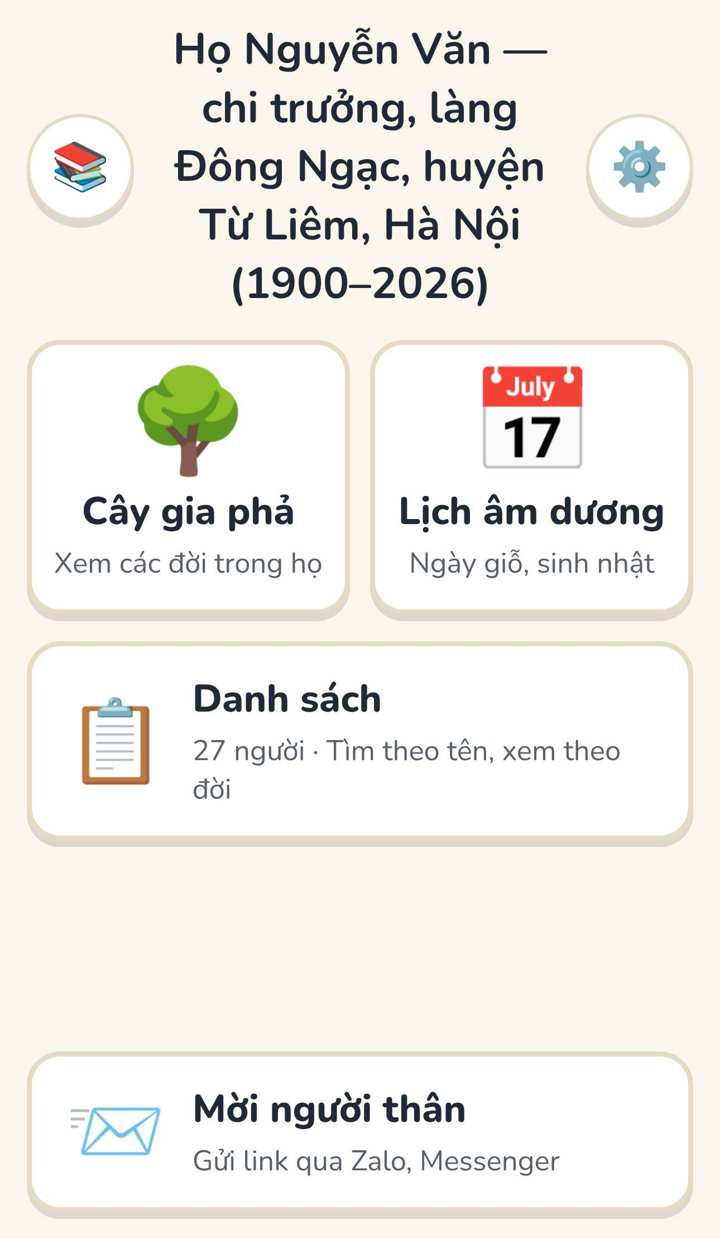 Họ Nguyễn Văn —
chi trưởng, làng
Đông Ngạc, huyện
Từ Liêm, Hà Nội
(1900–2026)
Cây gia phả
Xem các đời trong họ
July
17
Lịch âm dương
Ngày giỗ, sinh nhật
Danh sách
27 người · Tìm theo tên, xem theo
đời
Mời người thân
Gửi link qua Zalo, Messenger